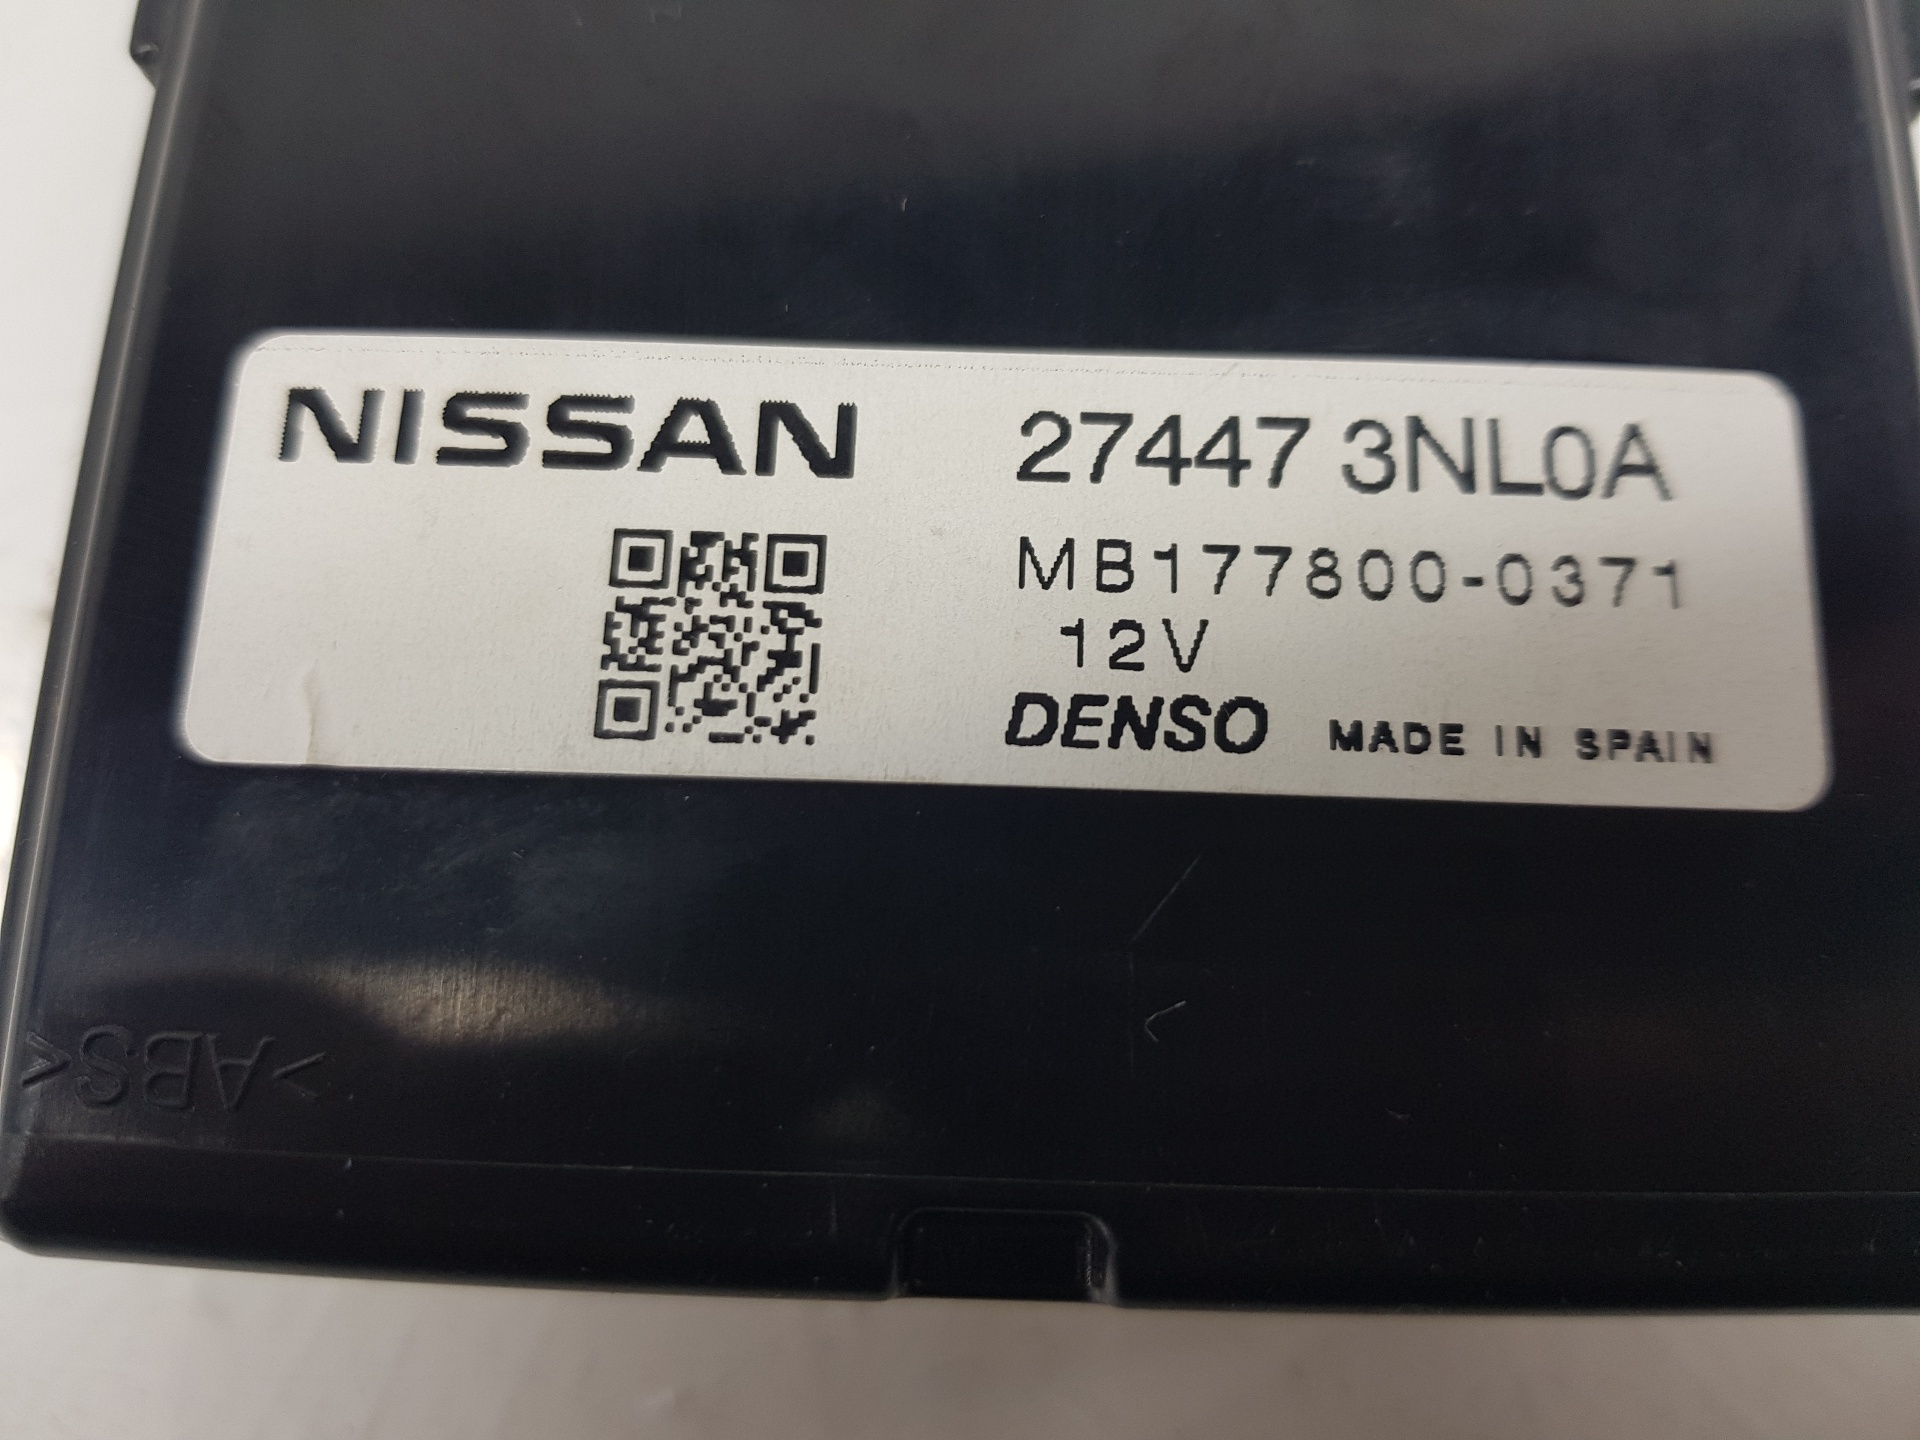 NISSAN
27447 3NL0A
MB177800-0371
12V
DENSO MADE IN SPAIN
>ABS<